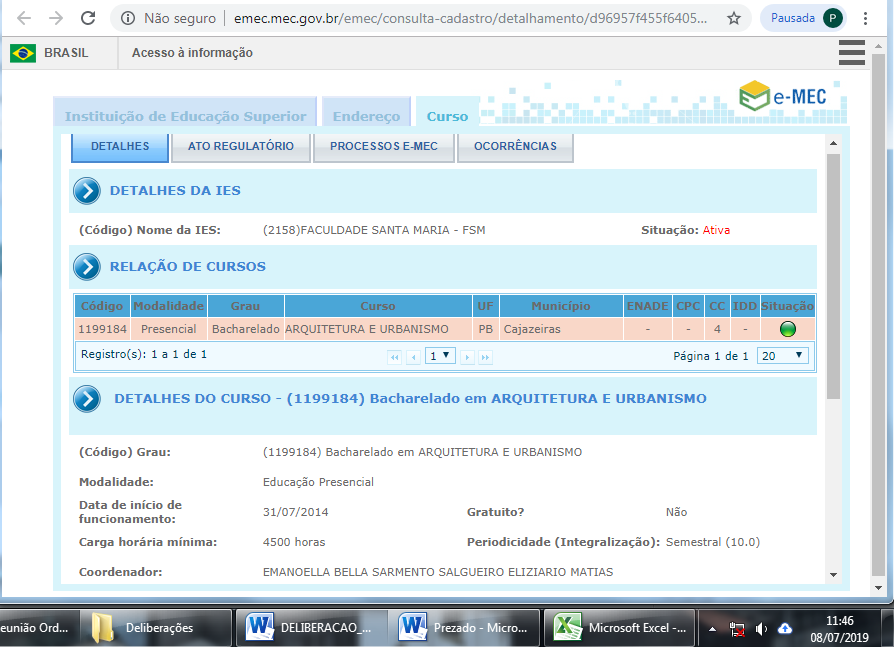 Não seguro | emec.mec.gov.br/emec/consulta-cadastro/detalhamento/d96957f455f6405... Pausada P
BRASIL Acesso à informação
e-MEC
Instituição de Educação Superior Endereço Curso
DETALHES ATO REGULATÓRIO PROCESSOS E-MEC OCORRÊNCIAS
DETALHES DA IES
(Código) Nome da IES: (2158)FACULDADE SANTA MARIA - FSM Situação: Ativa
RELAÇÃO DE CURSOS
Código Modalidade Grau Curso UF Município ENADE CPC CC IDD Situação
1199184 Presencial Bacharelado ARQUITETURA E URBANISMO PB Cajazeiras - - 4 -
Registro(s): 1 a 1 de 1 1 Página 1 de 1 20
DETALHES DO CURSO - (1199184) Bacharelado em ARQUITETURA E URBANISMO
(Código) Grau: (1199184) Bacharelado em ARQUITETURA E URBANISMO
Modalidade: Educação Presencial
Data de início de
funcionamento: 31/07/2014 Gratuito? Não
Carga horária mínima: 4500 horas Periodicidade (Integralização): Semestral (10.0)
Coordenador: EMANOELLA BELLA SARMENTO SALGUEIRO ELIZIARIO MATIAS
eunião Ord... Deliberações DELIBERACAO_... Prezado - Micro... Microsoft Excel -... 11:46
08/07/2019